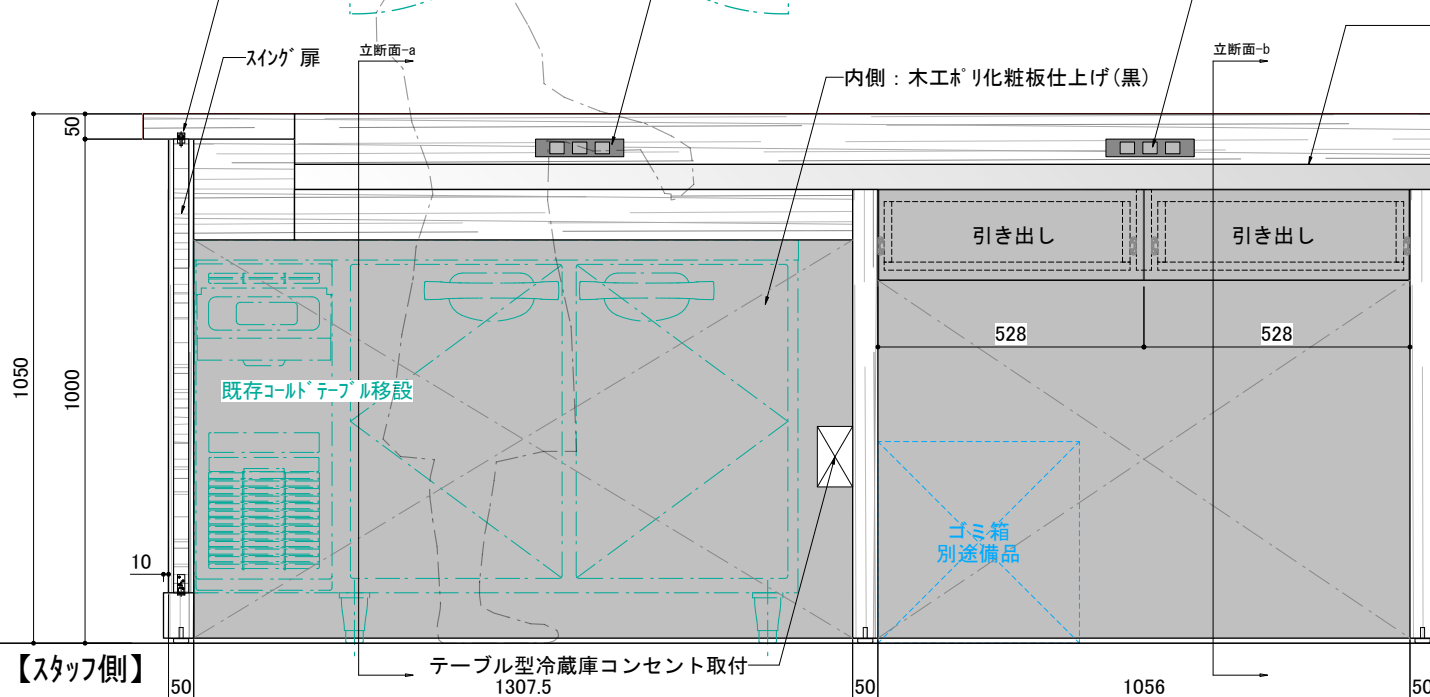 立断面-a
立断面-b
スイング扉
内側：木工ポリ化粧板仕上げ(黒)
50
引き出し
引き出し
528
528
1050
1000
既存コールドテーブル移設
ゴミ箱
別途備品
10
【スタッフ側】
テーブル型冷蔵庫コンセント取付
50
1307.5
50
1056
50